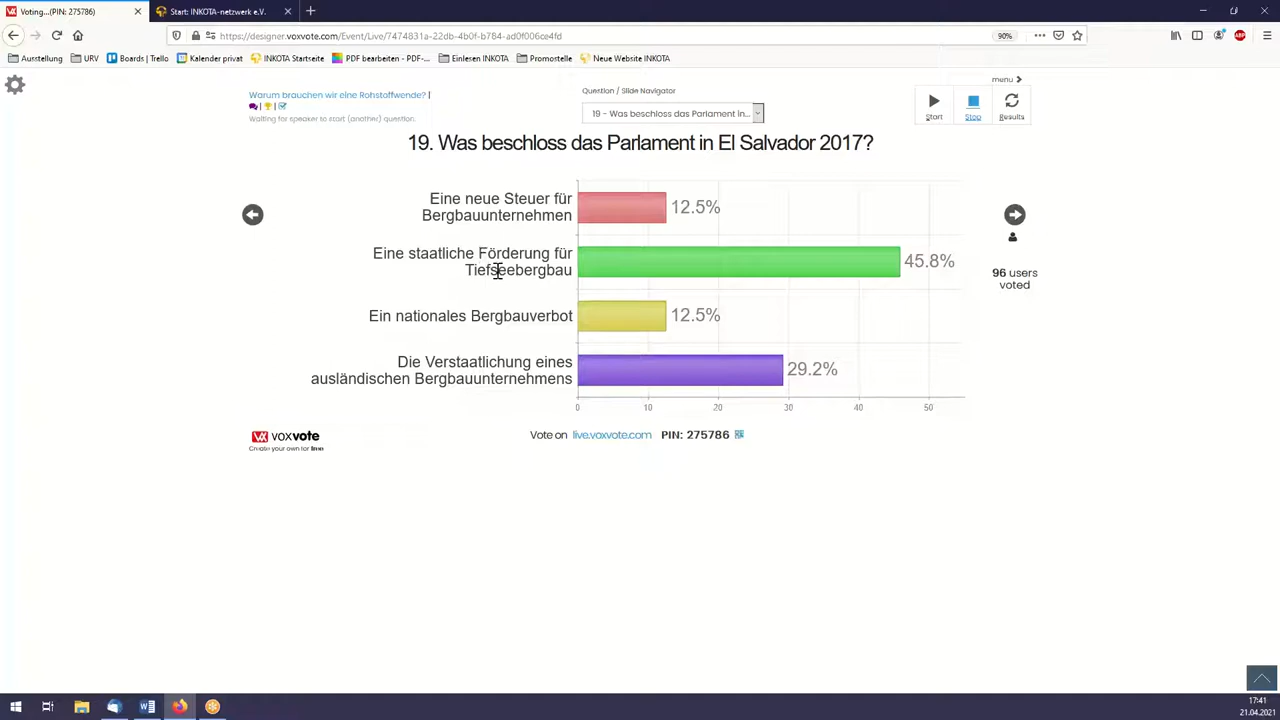 Voting...(PIN: 275786)
Start: INKOTA-netzwerk e.V.
https://designer.voxvote.com/Event/Live/7474831a-22db-4b0f-b784-ad0f006ce4fd
90%
Ausstellung
URV
Boards | Trello
Kalender privat
INKOTA Startseite
PDF bearbeiten - PDF-...
Einlesen INKOTA
Promostelle
Neue Website INKOTA
menu
Warum brauchen wir eine Rohstoffwende? |
Waiting for speaker to start (another) question.
Question / Slide Navigator
19 - Was beschloss das Parlament in...
Start
Stop
Results
19. Was beschloss das Parlament in El Salvador 2017?
Eine neue Steuer für
Bergbauunternehmen
12.5%
Eine staatliche Förderung für
Tiefseebergbau
45.8%
Ein nationales Bergbauverbot
12.5%
Die Verstaatlichung eines
ausländischen Bergbauunternehmens
29.2%
0 10 20 30 40 50
96 users
voted
voxvote
Create your own for free
Vote on live.voxvote.com PIN: 275786
17:41
21.04.2021